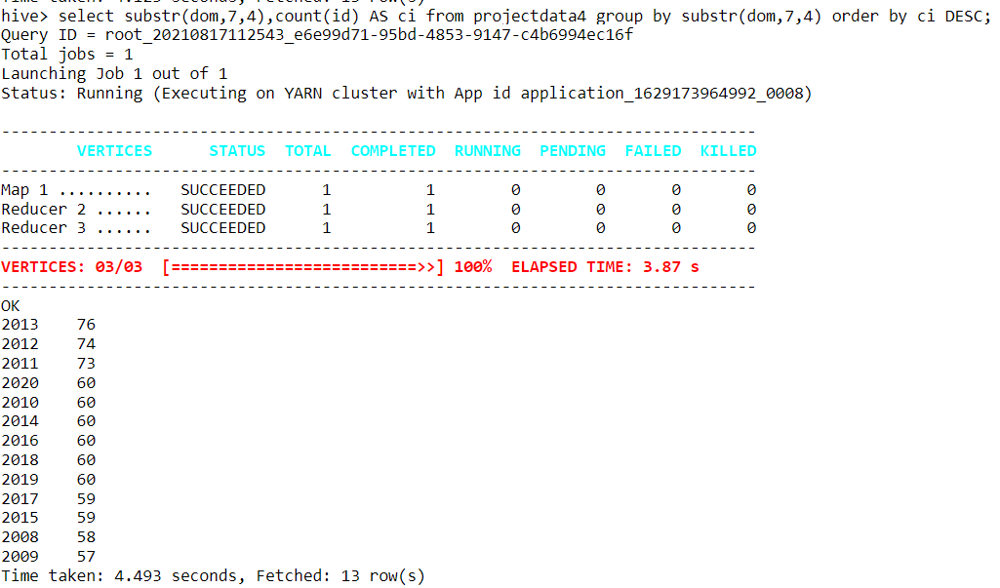 Time taken: 4.123 seconds, Fetched: 13 row(s)
hive> select substr(dom,7,4),count(id) AS ci from projectdata4 group by substr(dom,7,4) order by ci DESC;
Query ID = root_20210817112543_e6e99d71-95bd-4853-9147-c4b6994ec16f
Total jobs = 1
Launching Job 1 out of 1
Status: Running (Executing on YARN cluster with App id application_1629173964992_0008)
--------------------------------------------------------------------------------
VERTICES STATUS TOTAL COMPLETED RUNNING PENDING FAILED KILLED
--------------------------------------------------------------------------------
Map 1 .......... SUCCEEDED 1 1 0 0 0 0
Reducer 2 ...... SUCCEEDED 1 1 0 0 0 0
Reducer 3 ...... SUCCEEDED 1 1 0 0 0 0
--------------------------------------------------------------------------------
VERTICES: 03/03 [==========================>>] 100% ELAPSED TIME: 3.87 s
--------------------------------------------------------------------------------
OK
2013 76
2012 74
2011 73
2020 60
2010 60
2014 60
2016 60
2018 60
2019 60
2017 59
2015 59
2008 58
2009 57
Time taken: 4.493 seconds, Fetched: 13 row(s)